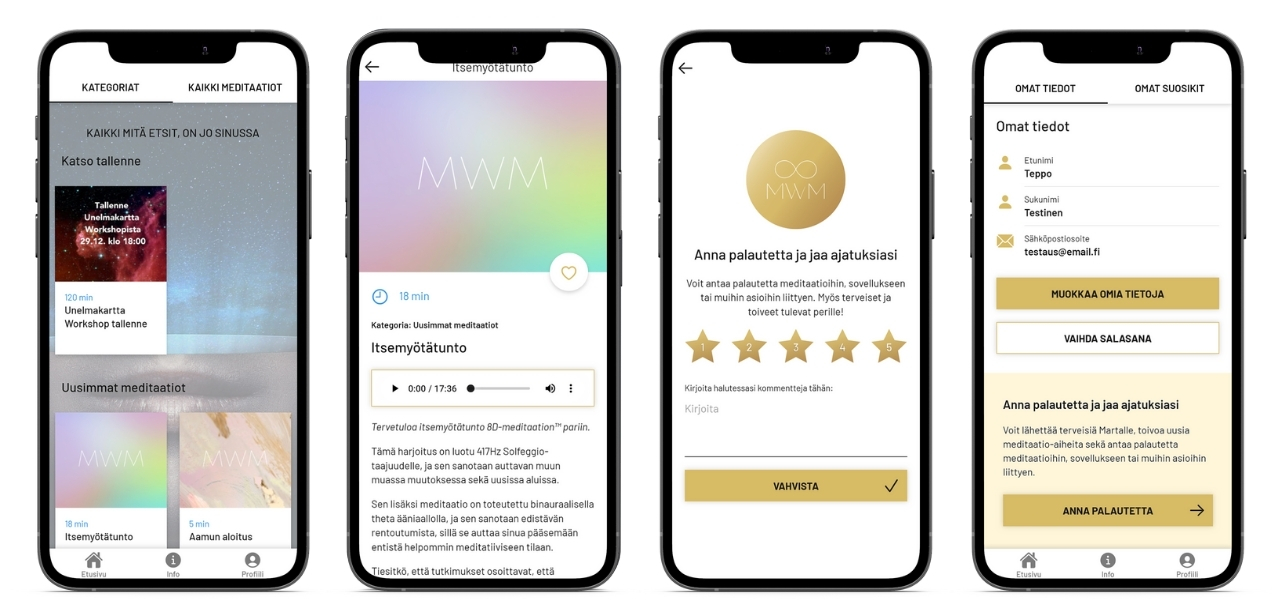 KATEGORIAT
KAIKKI MEDITAATIOT
KAIKKI MITÄ ETSIT, ON JO SINUSSA
Katso tallenne
Tallenne
Unelmakartta
Workshopista
29.12. klo 18:00
120 min
Unelmakartta
Workshop tallenne
Uusimmat meditaatiot
MWM
MWM
18 min
Itsemyötätunto
5 min
Aamun aloitus
Etusivu
Info
Profiili
Itsemyötätunto
MWM
18 min
Kategoria: Uusimmat meditaatiot
Itsemyötätunto
0:00 / 17:36
Tervetuloa itsemyötätunto 8D-meditaation™ pariin.
Tämä harjoitus on luotu 417Hz Solfeggio-
taajuudelle, ja sen sanotaan auttavan muun
muassa muutoksessa sekä uusissa aluissa.
Sen lisäksi meditaatio on toteutettu binauraalisella
theta ääniaallolla, ja sen sanotaan edistävän
rentoutumista, sillä se auttaa sinua pääsemään
entistä helpommin meditatiiviseen tilaan.
Tiesitkö, että tutkimukset osoittavat, että
MWM
Anna palautetta ja jaa ajatuksiasi
Voit antaa palautetta meditaatioihin, sovellukseen
tai muihin asioihin liittyen. Myös terveiset ja
toiveet tulevat perille!
1 2 3 4 5
Kirjoita halutessasi kommentteja tähän:
Kirjoita
VAHVISTA
OMAT TIEDOT
OMAT SUOSIKIT
Omat tiedot
Etunimi
Teppo
Sukunimi
Testinen
Sähköpostiosoite
testaus@email.fi
MUOKKAA OMIA TIETOJA
VAIHDA SALASANA
Anna palautetta ja jaa ajatuksiasi
Voit lähettää terveisiä Martalle, toivoa uusia
meditaatio-aiheita sekä antaa palautetta
meditaatioihin, sovellukseen tai muihin asioihin
liittyen.
ANNA PALAUTETTA
Etusivu
Info
Profiili